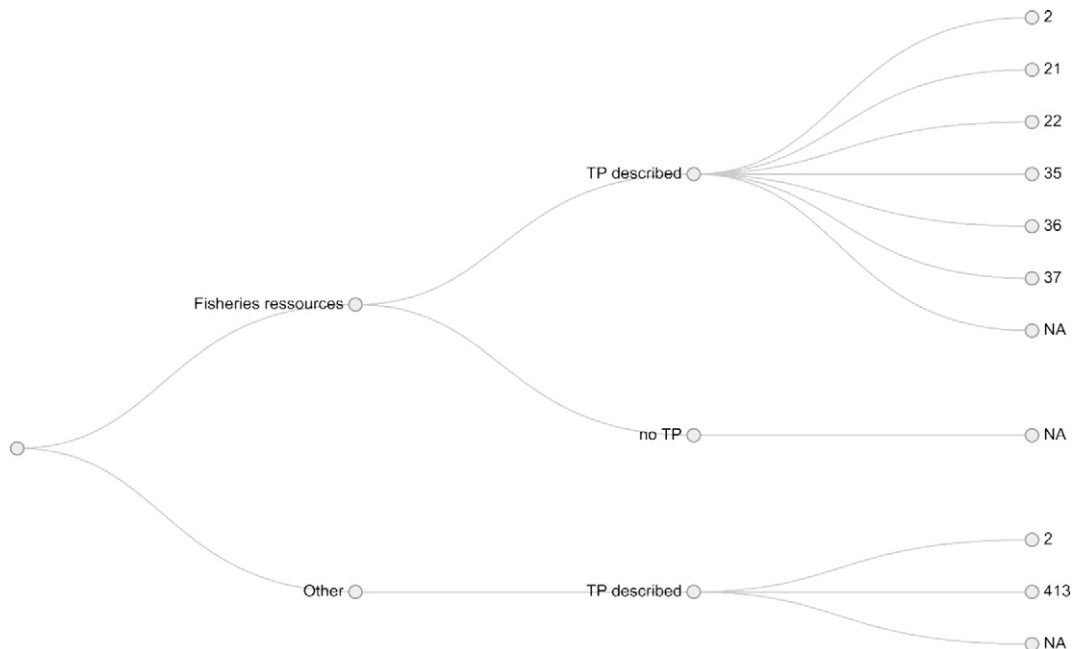 2
21
22
TP described
35
36
37
Fisheries ressources
NA
no TP
NA
2
Other
TP described
413
NA